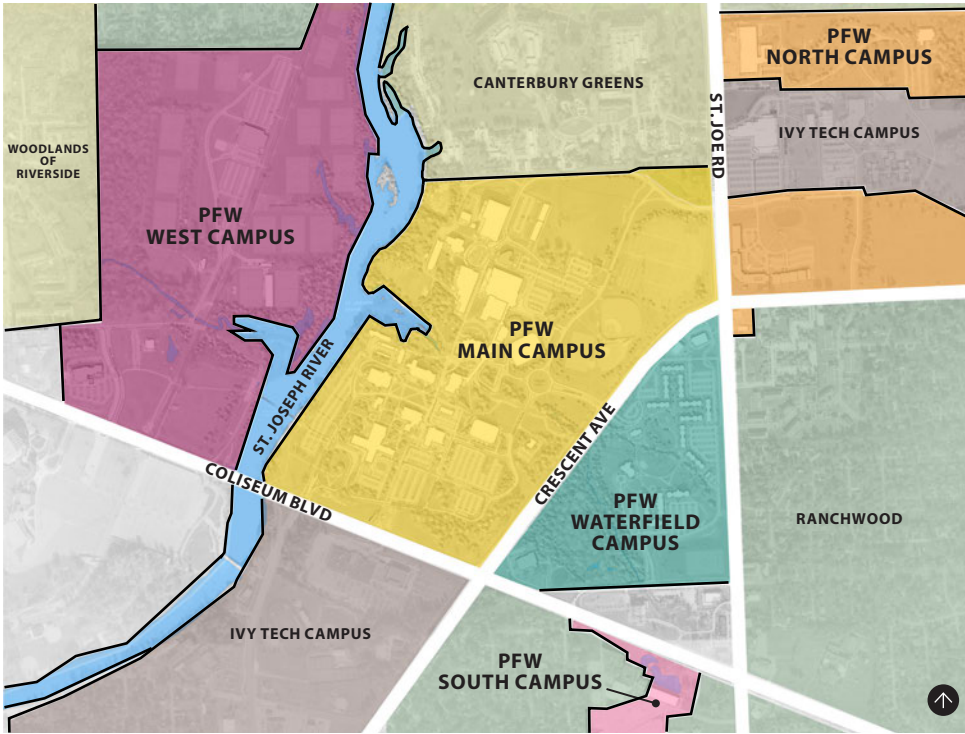 PFW
NORTH CAMPUS
CANTERBURY GREENS
ST. JOE RD
IVY TECH CAMPUS
WOODLANDS
OF
RIVERSIDE
PFW
WEST CAMPUS
PFW
MAIN CAMPUS
ST. JOSEPH RIVER
CRESCENT AVE
COLISEUM BLVD
PFW
WATERFIELD
CAMPUS
RANCHWOOD
IVY TECH CAMPUS
PFW
SOUTH CAMPUS